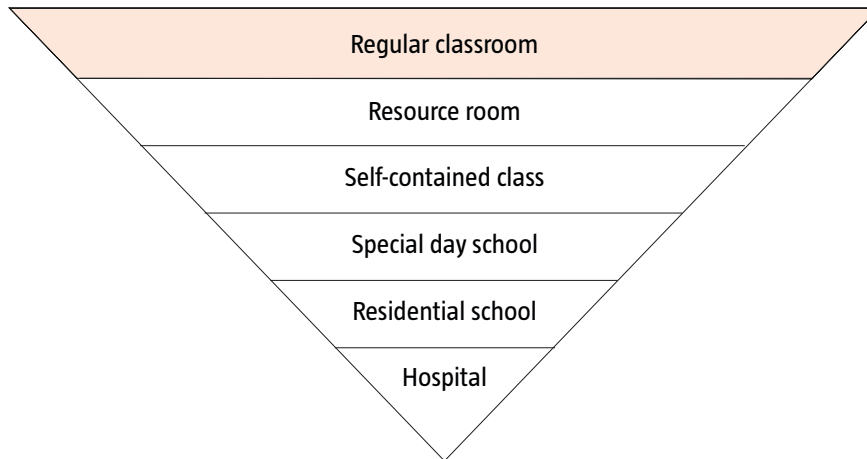 Regular classroom
Resource room
Self-contained class
Special day school
Residential school
Hospital